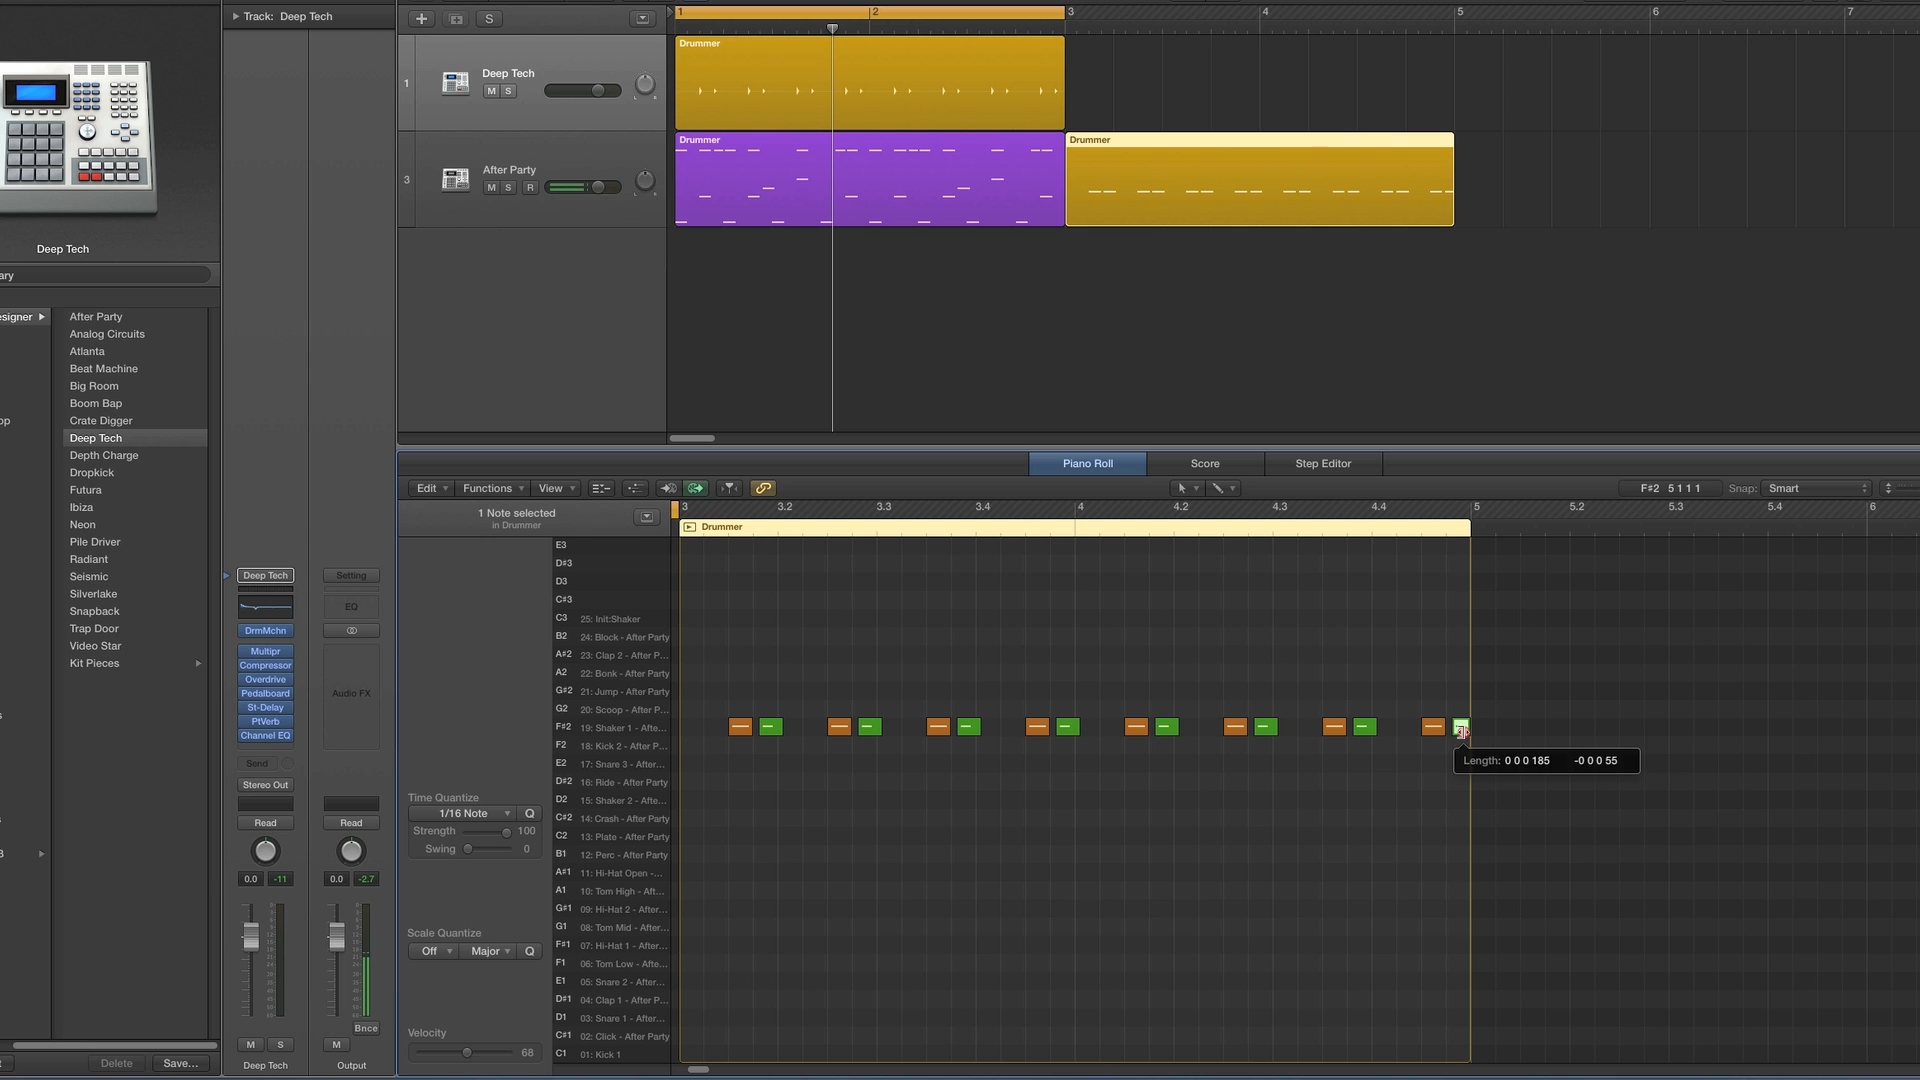 Track: Deep Tech
S
1
2
3
4
5
6
7
1
Deep Tech
M S
Drummer
3
After Party
M S R
Drummer
Drummer
Deep Tech
ary
esigner
After Party
Analog Circuits
Atlanta
Beat Machine
Big Room
Boom Bap
Crate Digger
Deep Tech
Depth Charge
Dropkick
Futura
Ibiza
Neon
Pile Driver
Radiant
Seismic
Silverlake
Snapback
Trap Door
Video Star
Kit Pieces
op
s
3
Delete
Save...
Deep Tech
DrmMchn
Multipr
Compressor
Overdrive
Pedalboard
St-Delay
PtVerb
Channel EQ
Send
Stereo Out
Read
0.0 -11
M S
Deep Tech
Setting
EQ
Audio FX
Read
0.0 -2.7
Bnce
M
Output
Piano Roll
Score
Step Editor
Edit
Functions
View
F#2 5 1 1 1
Snap: Smart
1 Note selected
in Drummer
3 3.2 3.3 3.4 4 4.2 4.3 4.4 5 5.2 5.3 5.4 6
Drummer
E3
D#3
D3
C#3
C3 25: Init:Shaker
B2 24: Block - After Party
A#2 23: Clap 2 - After P...
A2 22: Bonk - After Party
G#2 21: Jump - After Party
G2 20: Scoop - After P...
F#2 19: Shaker 1 - Afte...
F2 18: Kick 2 - After P...
E2 17: Snare 3 - After...
D#2 16: Ride - After Party
D2 15: Shaker 2 - Afte...
C#2 14: Crash - After Party
C2 13: Plate - After Party
B1 12: Perc - After Party
A#1 11: Hi-Hat Open -...
A1 10: Tom High - Aft...
G#1 09: Hi-Hat 2 - After...
G1 08: Tom Mid - After...
F#1 07: Hi-Hat 1 - After...
F1 06: Tom Low - Afte...
E1 05: Snare 2 - After...
D#1 04: Clap 1 - After P...
D1 03: Snare 1 - After...
C#1 02: Click - After Party
C1 01: Kick 1
Length: 0 0 0 185 -0 0 0 55
Time Quantize
1/16 Note Q
Strength 100
Swing 0
Scale Quantize
Off Major Q
Velocity
68